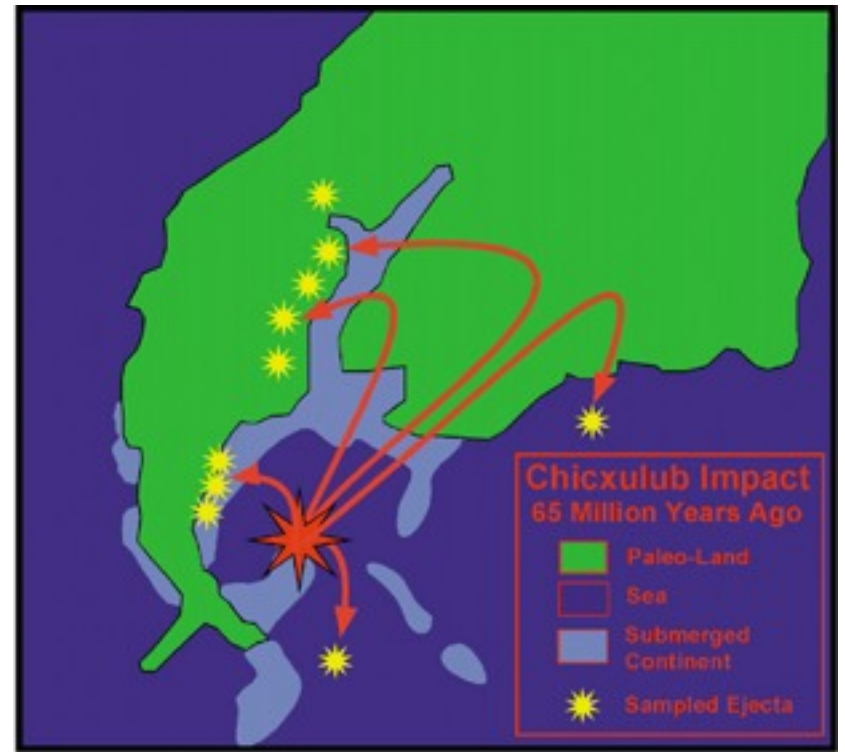 Chicxulub Impact
65 Million Years Ago
Paleo-Land
Sea
Submerged
Continent
Sampled Ejecta